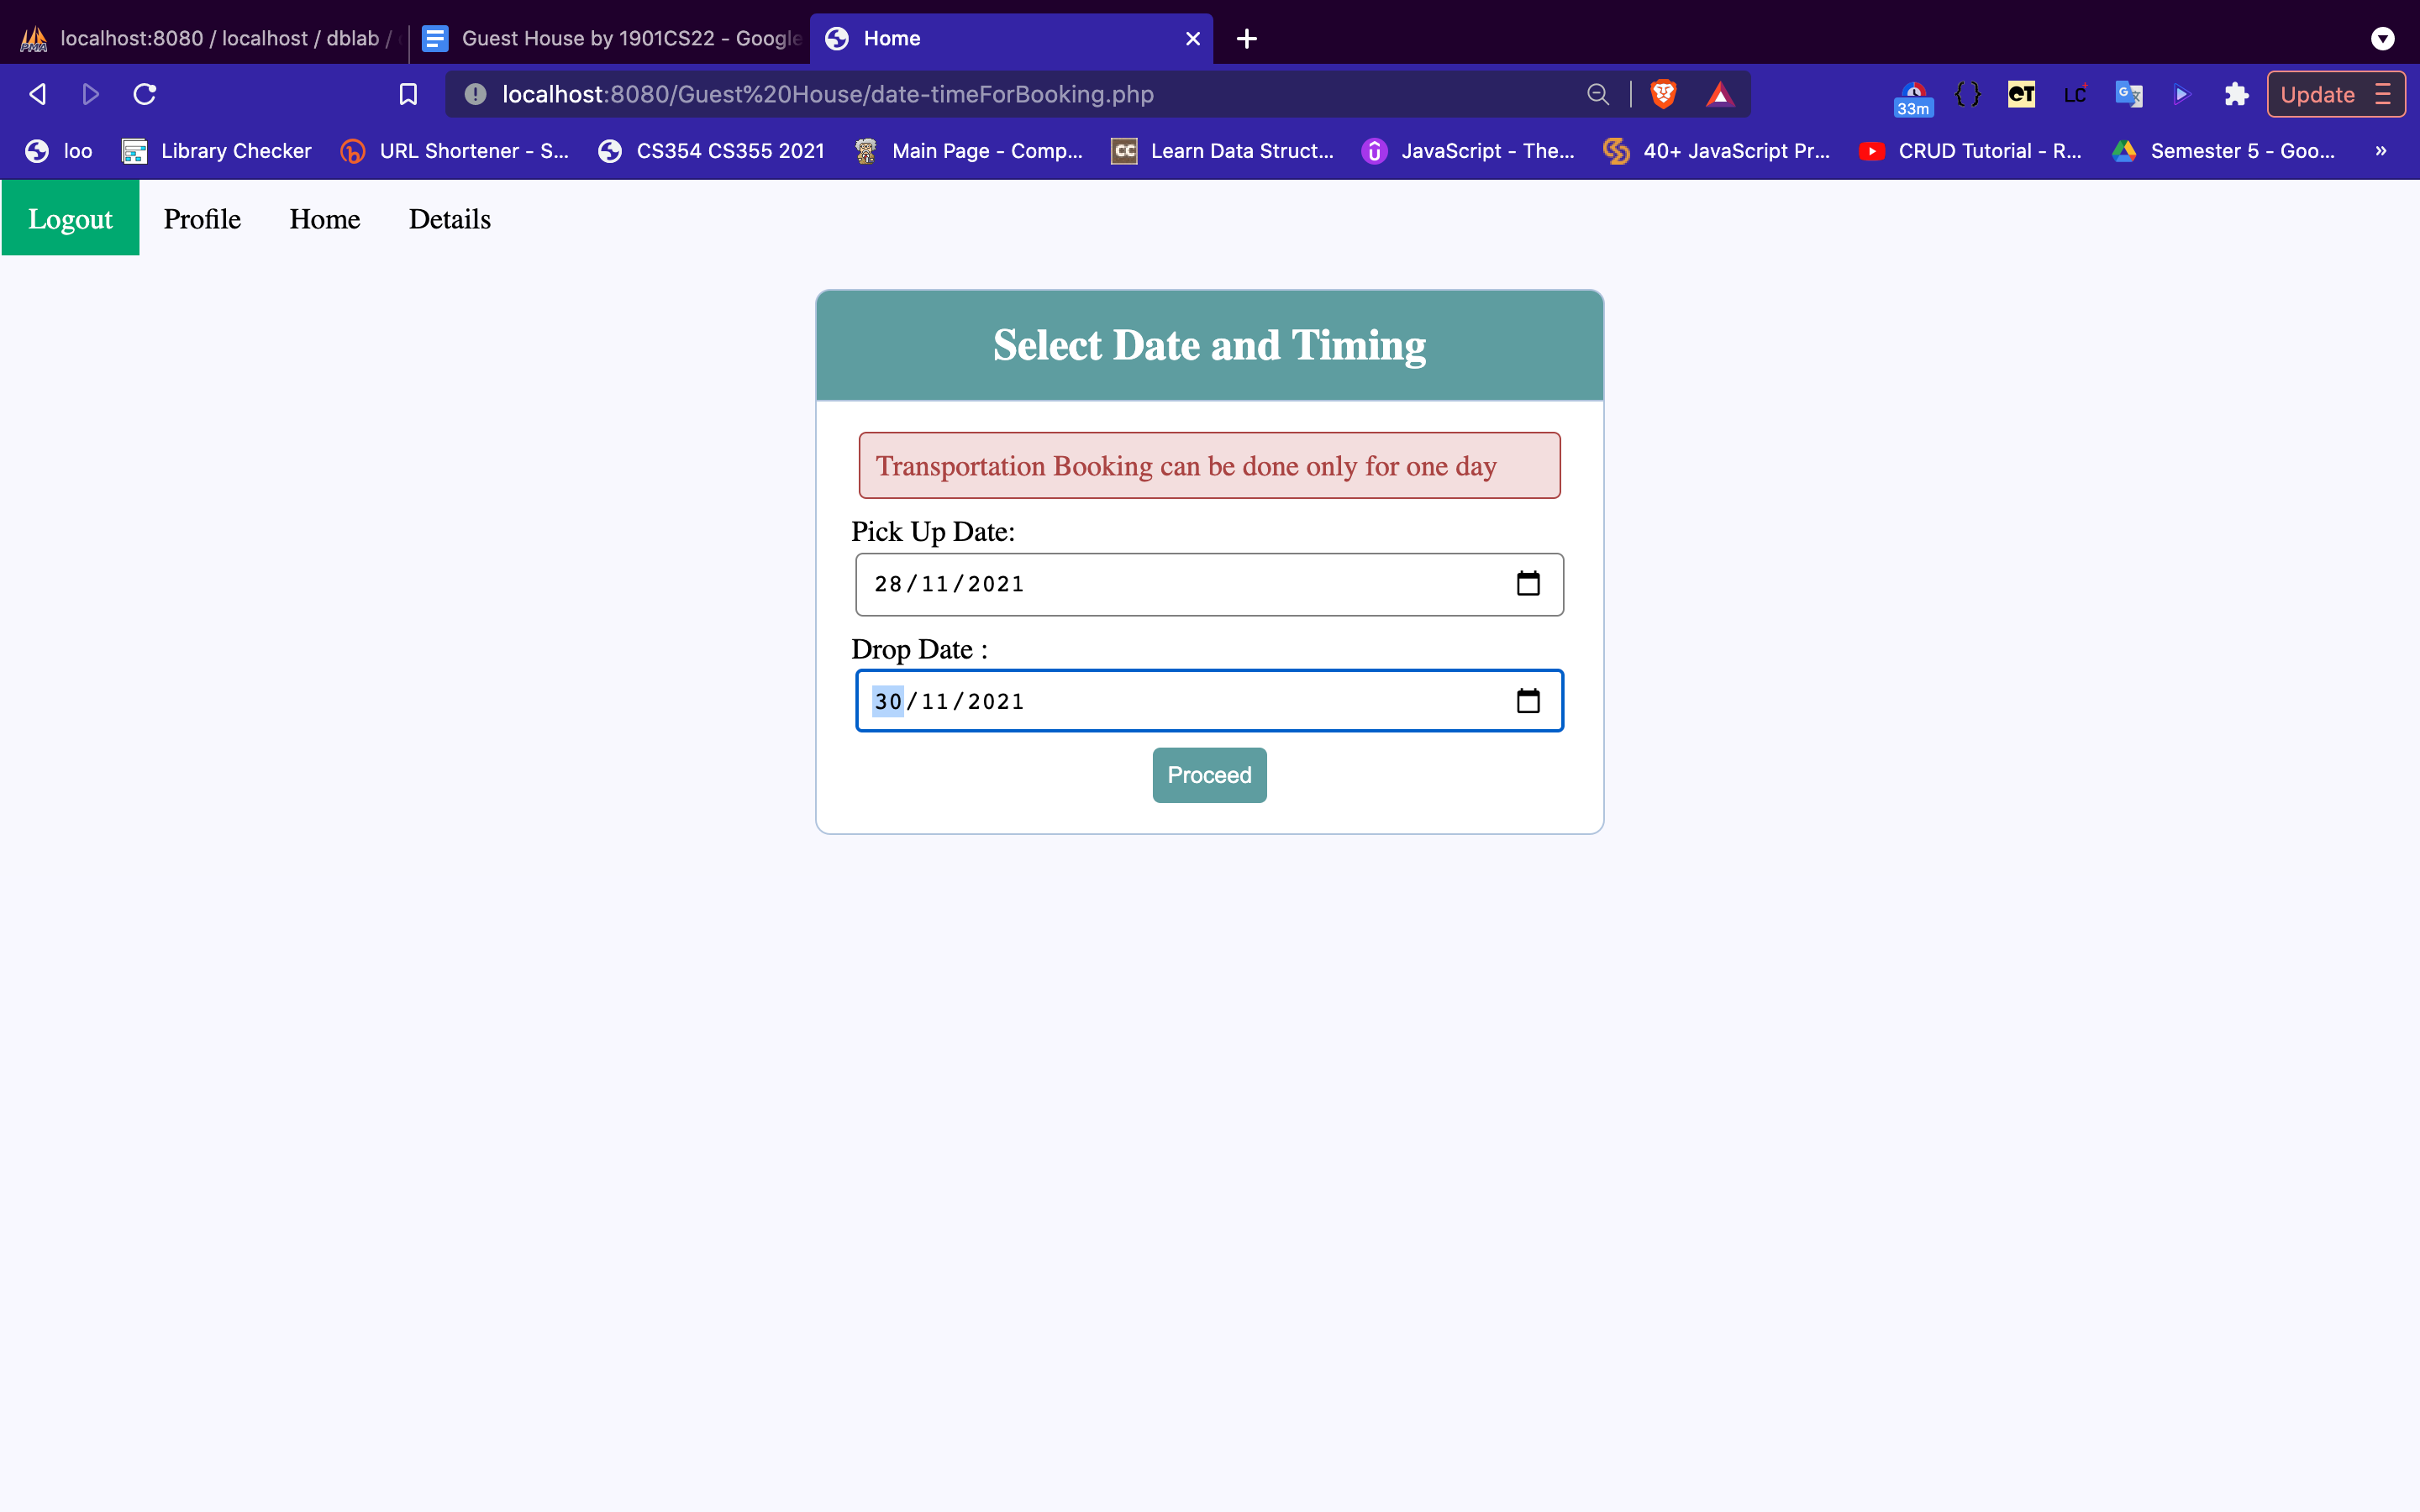 localhost:8080 / localhost / dblab /
Guest House by 1901CS22 - Google
Home
localhost:8080/Guest%20House/date-timeForBooking.php
33m
LC
Update
loo
Library Checker
URL Shortener - S...
CS354 CS355 2021
Main Page - Comp...
CC
Learn Data Struct...
JavaScript - The...
40+ JavaScript Pr...
CRUD Tutorial - R...
Semester 5 - Goo...
»
Logout
Profile
Home
Details
Select Date and Timing
Transportation Booking can be done only for one day
Pick Up Date:
28/11/2021
Drop Date :
30/11/2021
Proceed